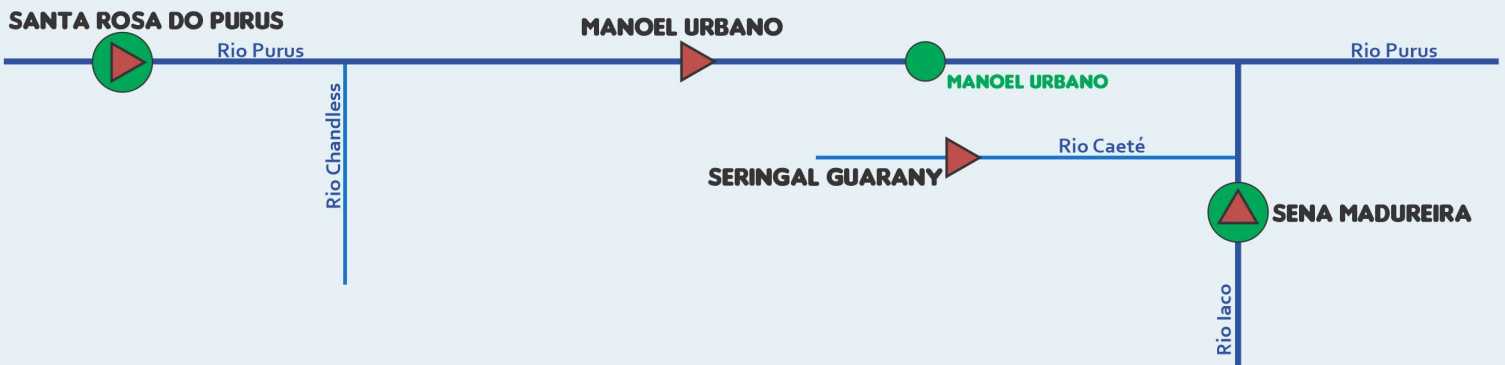 SANTA ROSA DO PURUS
MANOEL URBANO
Rio Purus
Rio Purus
MANOEL URBANO
Rio Chandless
Rio Caeté
SERINGAL GUARANY
SENA MADUREIRA
Rio Iaco